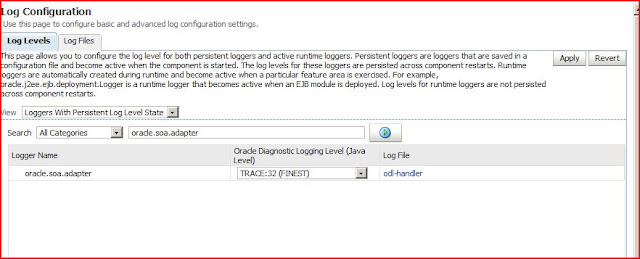 Log Configuration
Use this page to configure basic and advanced log configuration settings.
Log Levels Log Files
This page allows you to configure the log level for both persistent loggers and active runtime loggers. Persistent loggers are loggers that are saved in a
configuration file and become active when the component is started. The log levels for these loggers are persisted across component restarts. Runtime
loggers are automatically created during runtime and become active when a particular feature area is exercised. For example,
oracle.j2ee.ejb.deployment.Logger is a runtime logger that becomes active when an EJB module is deployed. Log levels for runtime loggers are not persisted
across component restarts.
Apply Revert
View Loggers With Persistent Log Level State
Search All Categories oracle.soa.adapter
Logger Name Oracle Diagnostic Logging Level (Java Level) Log File
oracle.soa.adapter TRACE:32 (FINEST) odl-handler